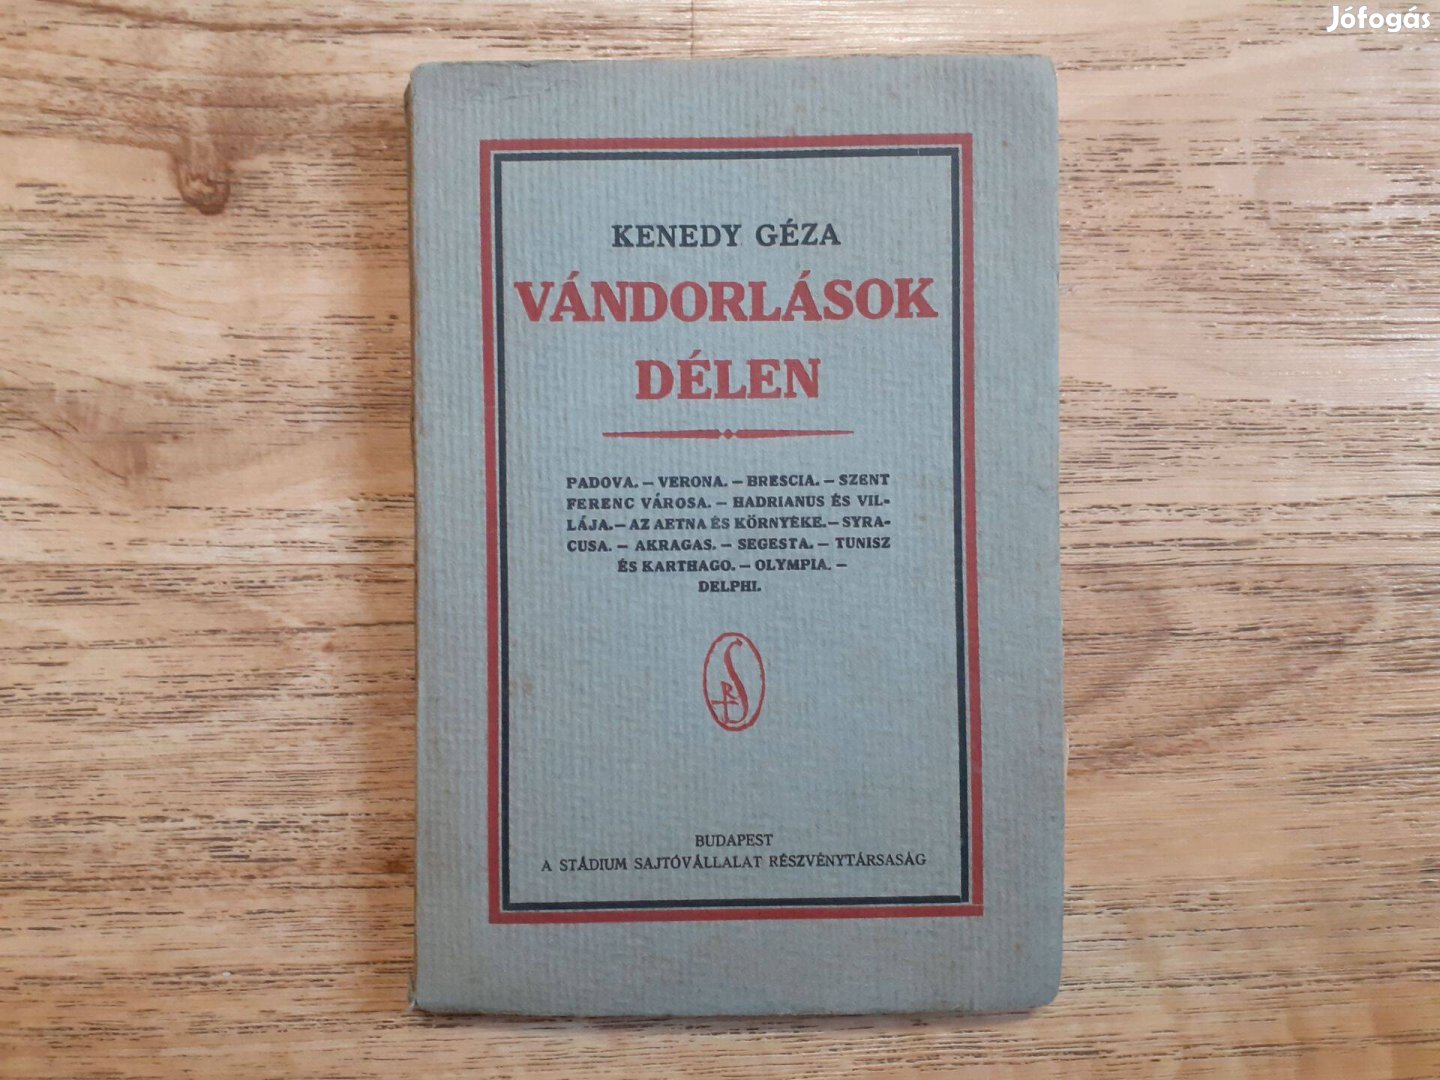 Jófogás
KENEDY GÉZA
VÁNDORLÁSOK
DÉLEN
PADOVA. — VERONA. — BRESCIA. — SZENT
FERENC VÁROSA. — HADRIANUS ÉS VIL-
LÁJA. — AZ AETNA ÉS KÖRNYÉKE. — SYRA-
CUSA. — AKRAGAS. — SEGESTA. — TUNISZ
ÉS KARTHAGO. — OLYMPIA. —
DELPHI.
S
R
T
BUDAPEST
A STÁDIUM SAJTÓVÁLLALAT RÉSZVÉNYTÁRSASÁG